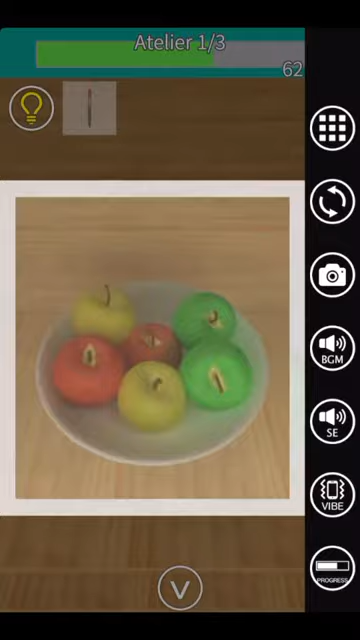 Atelier 1/3
62
BGM
SE
VIBE
PROGRESS